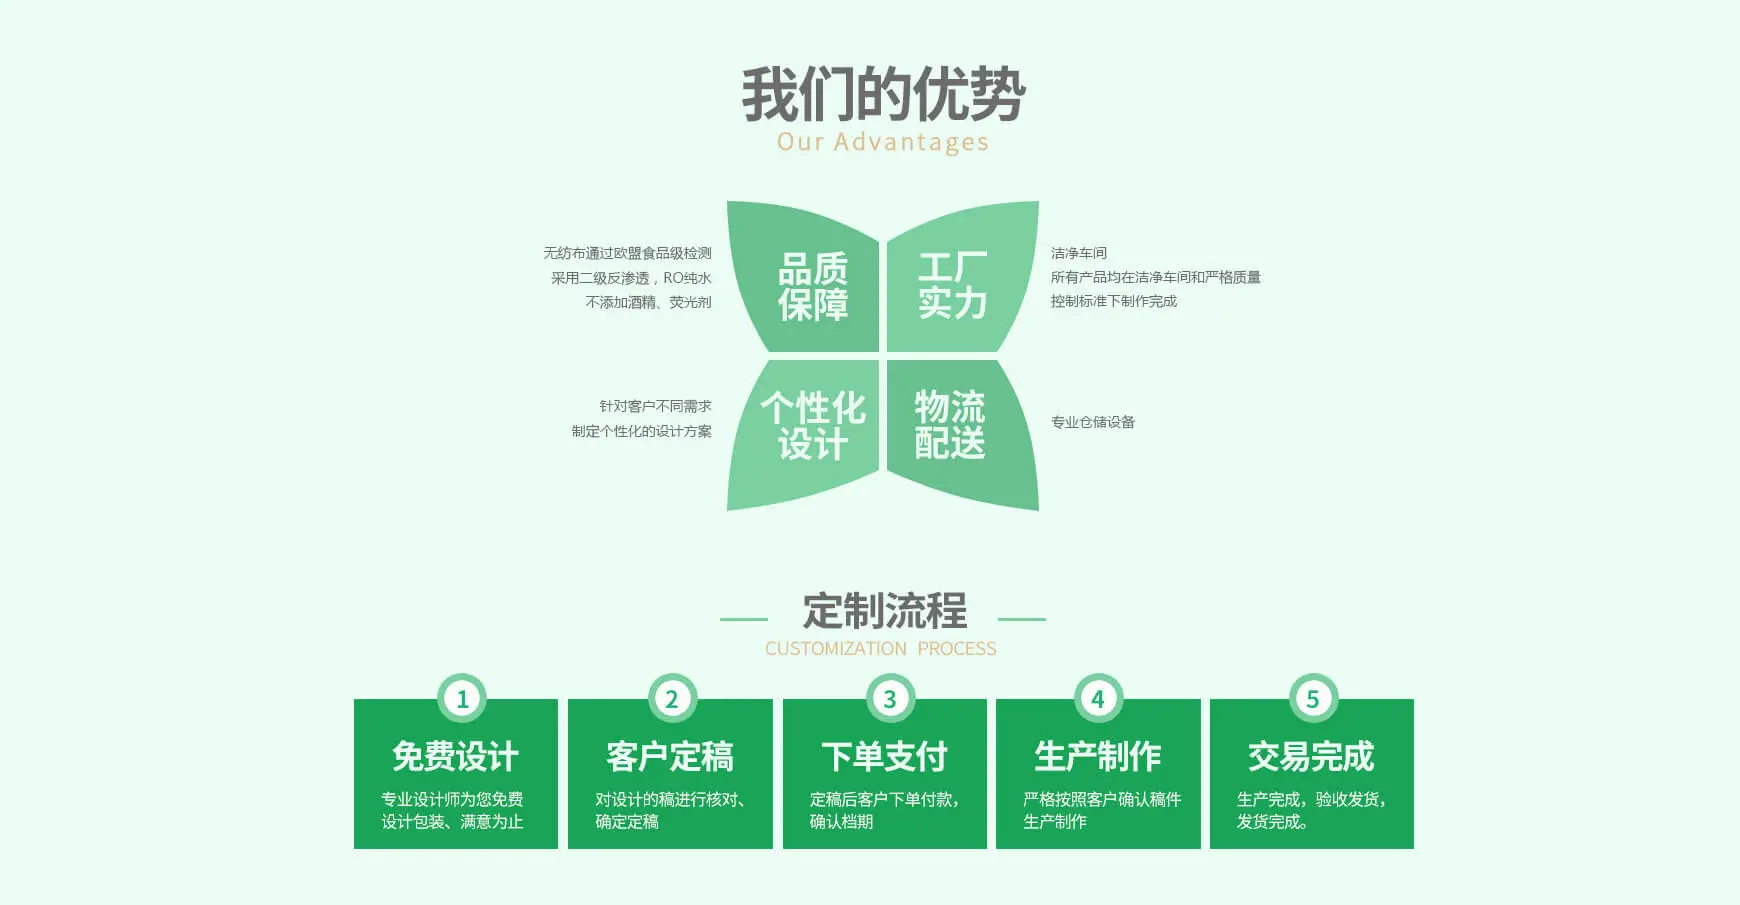 我们的优势
Our Advantages
无纺布通过欧盟食品级检测
采用二级反渗透，RO纯水
不添加酒精、荧光剂
品质
保障
工厂
实力
洁净车间
所有产品均在洁净车间和严格质量
控制标准下制作完成
针对客户不同需求
制定个性化的设计方案
个性化
设计
物流
配送
专业仓储设备
定制流程
CUSTOMIZATION PROCESS
1
免费设计
专业设计师为您免费
设计包装、满意为止
2
客户定稿
对设计的稿进行核对、
确定定稿
3
下单支付
定稿后客户下单付款，
确认档期
4
生产制作
严格按照客户确认稿件
生产制作
5
交易完成
生产完成，验收发货，
发货完成。